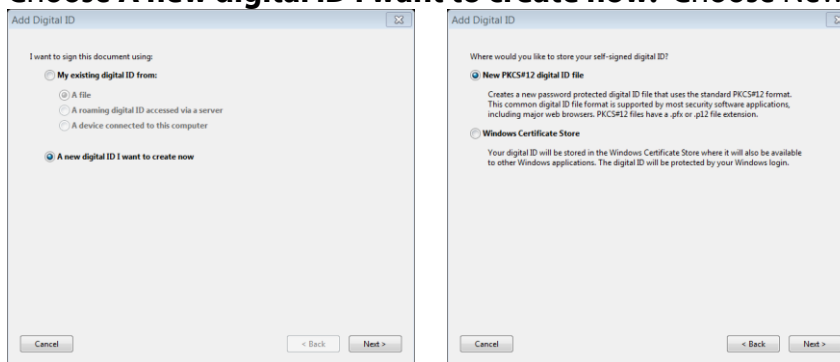 Choose A new digital ID I want to create now.
Add Digital ID
I want to sign this document using:
My existing digital ID from:
A file
A roaming digital ID accessed via a server
A device connected to this computer
A new digital ID I want to create now
Cancel
< Back
Next >
Add Digital ID
Where would you like to store your self-signed digital ID?
New PKCS#12 digital ID file
Creates a new password protected digital ID file that uses the standard PKCS#12 format.
This common digital ID file format is supported by most security software applications,
including major web browsers. PKCS#12 files have a .pfx or .p12 file extension.
Windows Certificate Store
Your digital ID will be stored in the Windows Certificate Store where it will also be available
to other Windows applications. The digital ID will be protected by your Windows login.
Cancel
< Back
Next >